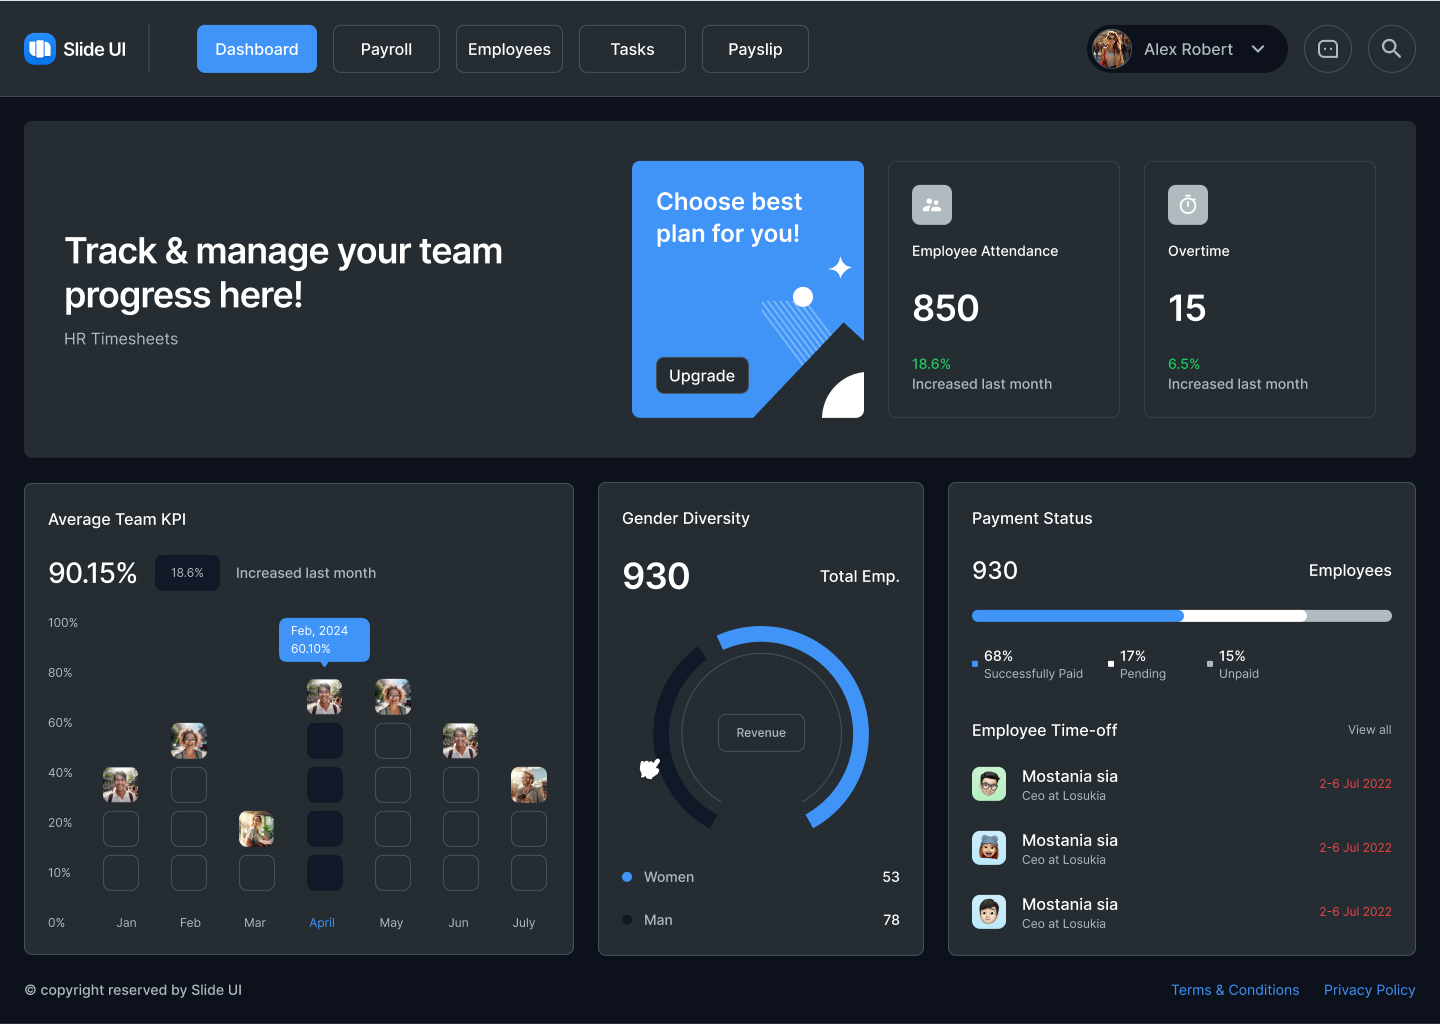 Slide UI
Dashboard
Payroll
Employees
Tasks
Payslip
Alex Robert
Track & manage your team
progress here!
HR Timesheets
Choose best
plan for you!
Upgrade
Employee Attendance
850
18.6%
Increased last month
Overtime
15
6.5%
Increased last month
Average Team KPI
90.15%
18.6%
Increased last month
100%
80%
60%
40%
20%
10%
0%
Feb, 2024
60.10%
Jan
Feb
Mar
April
May
Jun
July
Gender Diversity
930
Total Emp.
Revenue
Women
53
Man
78
Payment Status
930
Employees
68%
Successfully Paid
17%
Pending
15%
Unpaid
Employee Time-off
View all
Mostania sia
Ceo at Losukia
2-6 Jul 2022
Mostania sia
Ceo at Losukia
2-6 Jul 2022
Mostania sia
Ceo at Losukia
2-6 Jul 2022
© copyright reserved by Slide UI
Terms & Conditions
Privacy Policy